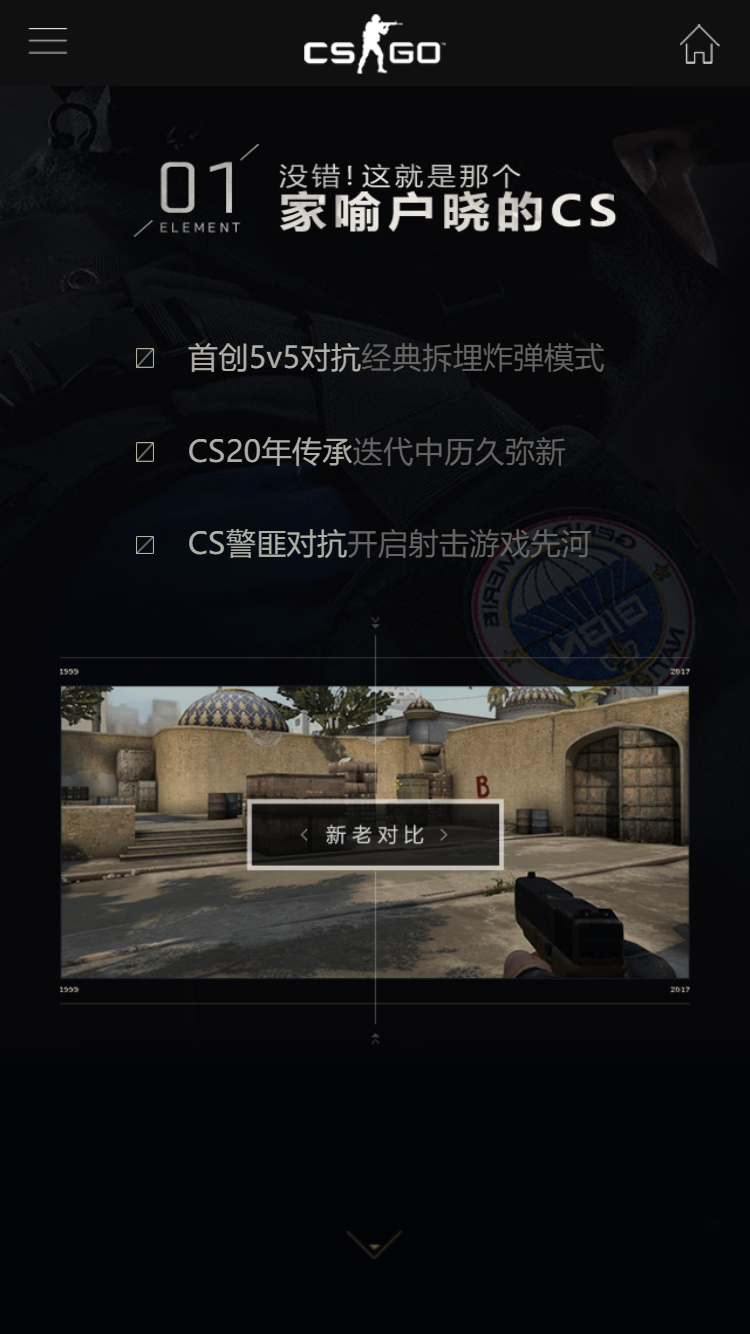 CS GO
01
ELEMENT
没错!这就是那个
家喻户晓的CS
首创5v5对抗经典拆埋炸弹模式
CS20年传承迭代中历久弥新
CS警匪对抗开启射击游戏先河
GENDARMERIE
GIGN
1999
2017
B
< 新老对比 >
1999
2017